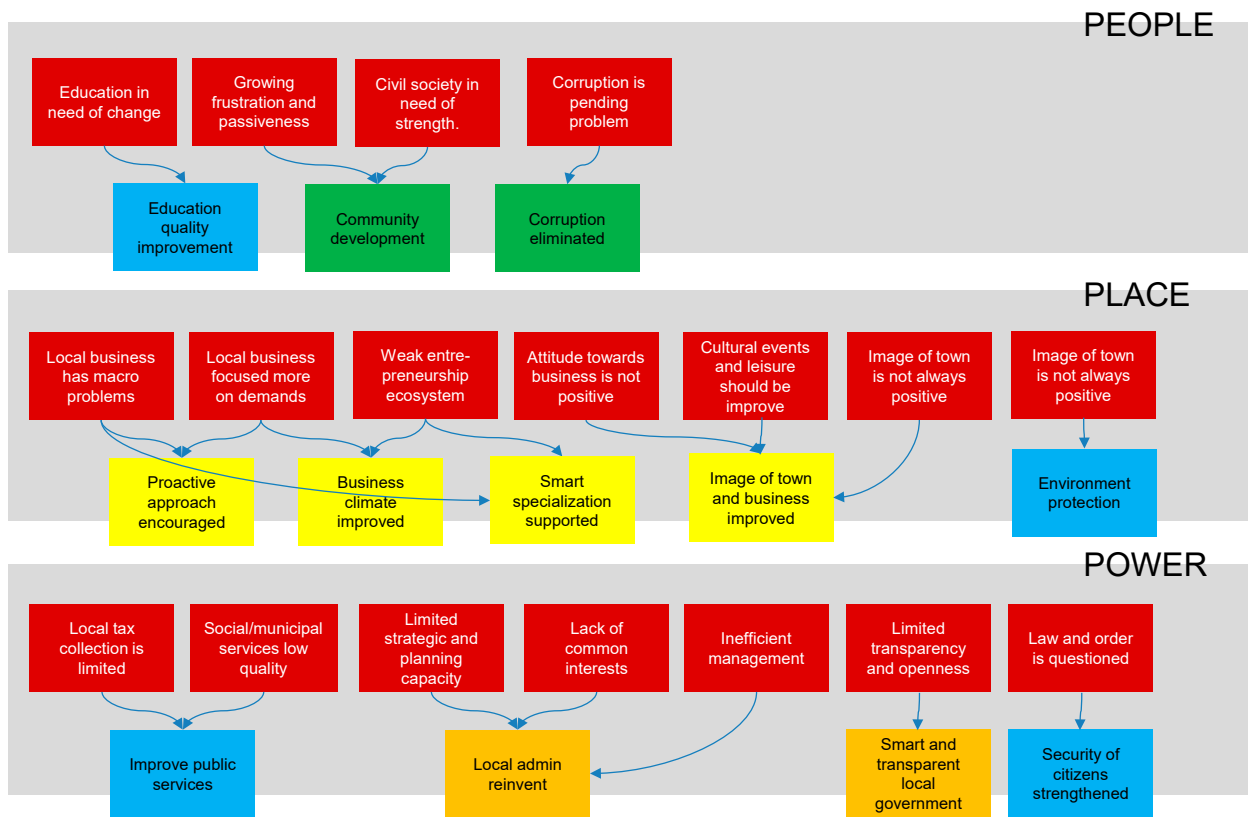 PEOPLE
Education in
need of change
Growing
frustration and
passiveness
Civil society in
need of
strength.
Corruption is
pending
problem
Education
quality
improvement
Community
development
Corruption
eliminated
PLACE
Local business
has macro
problems
Local business
focused more
on demands
Weak entre-
preneurship
ecosystem
Attitude towards
business is not
positive
Cultural events
and leisure
should be
improve
Image of town
is not always
positive
Image of town
is not always
positive
Proactive
approach
encouraged
Business
climate
improved
Smart
specialization
supported
Image of town
and business
improved
Environment
protection
POWER
Local tax
collection is
limited
Social/municipal
services low
quality
Limited
strategic and
planning
capacity
Lack of
common
interests
Inefficient
management
Limited
transparency
and openness
Law and order
is questioned
Improve public
services
Local admin
reinvent
Smart and
transparent
local
government
Security of
citizens
strengthened